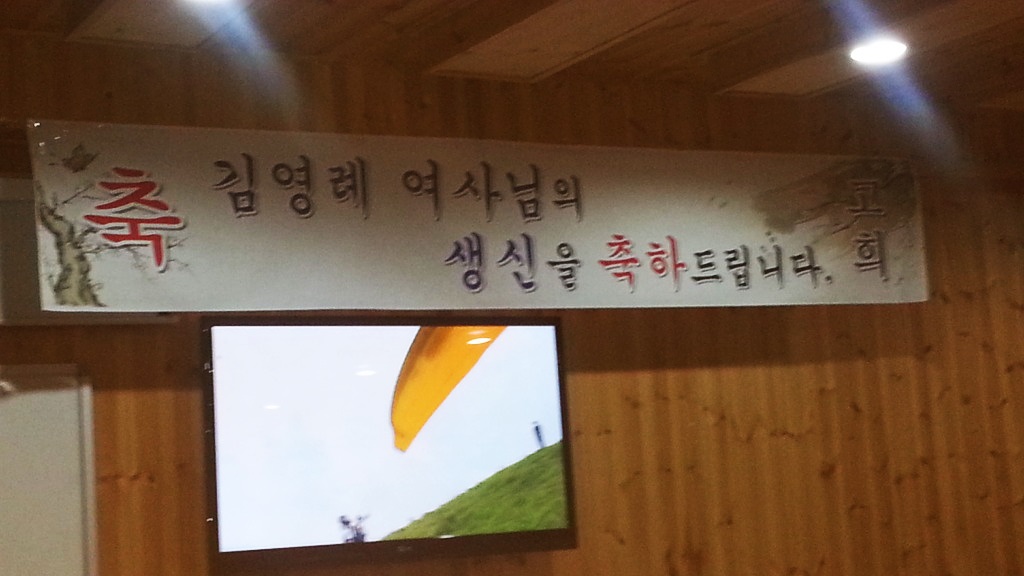 축
김영례 여사님의
생신을 축하드립니다.
고희